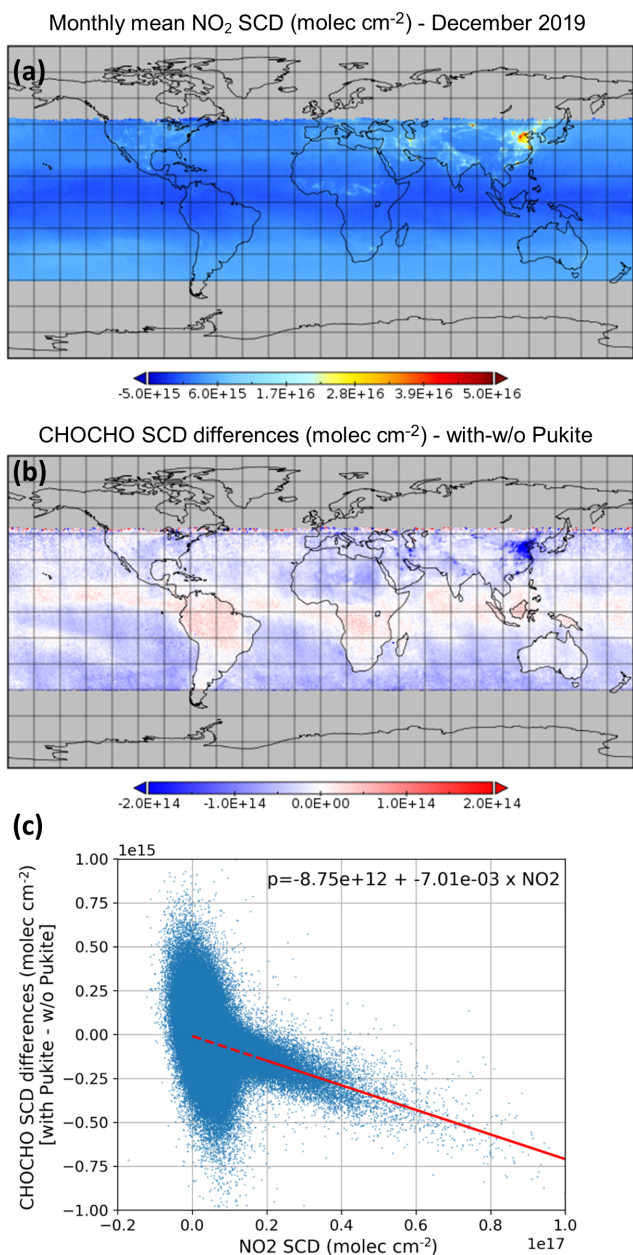 Monthly mean NO₂ SCD (molec cm⁻²) - December 2019
(a)
-5.0E+15 6.0E+15 1.7E+16 2.8E+16 3.9E+16 5.0E+16
CHOCHO SCD differences (molec cm⁻²) - with-w/o Pukite
(b)
-2.0E+14 -1.0E+14 0.0E+00 1.0E+14 2.0E+14
(c)
1e15
p=-8.75e+12 + -7.01e-03 x NO2
CHOCHO SCD differences (molec cm⁻²)
[with Pukite - w/o Pukite]
1.00
0.75
0.50
0.25
0.00
−0.25
−0.50
−0.75
−1.00
−0.2 0.0 0.2 0.4 0.6 0.8 1.0
1e17
NO2 SCD (molec cm⁻²)